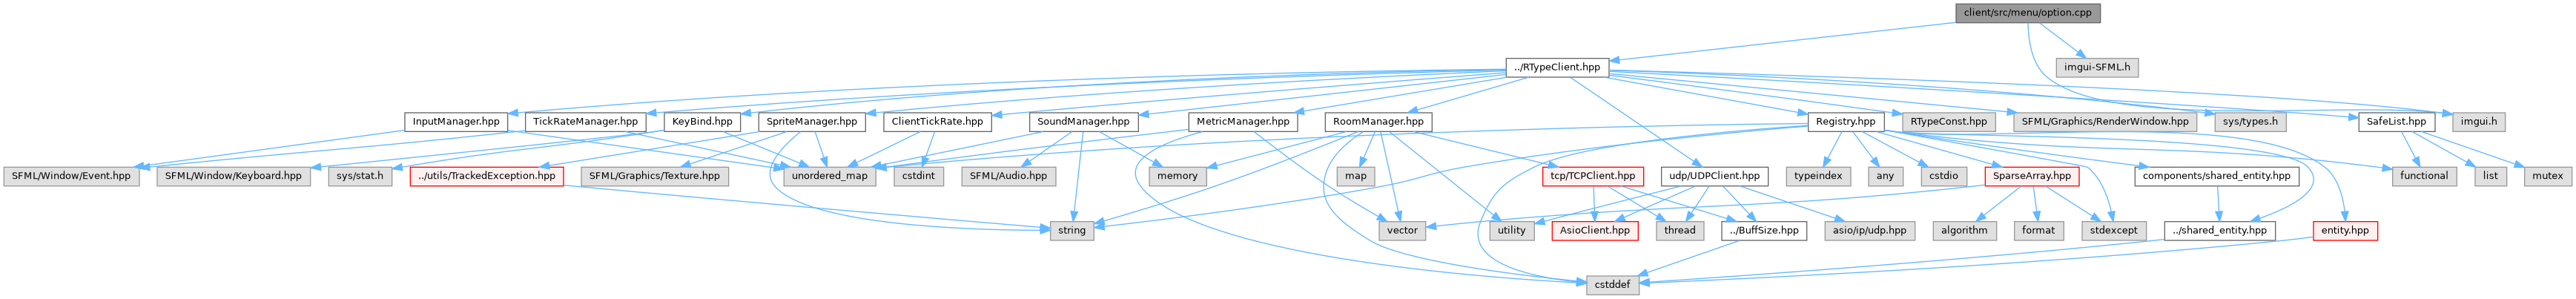 client/src/menu/option.cpp
../RTypeClient.hpp
imgui-SFML.h
InputManager.hpp
TickRateManager.hpp
KeyBind.hpp
SpriteManager.hpp
ClientTickRate.hpp
SoundManager.hpp
MetricManager.hpp
RoomManager.hpp
Registry.hpp
RTypeConst.hpp
SFML/Graphics/RenderWindow.hpp
sys/types.h
SafeList.hpp
imgui.h
SFML/Window/Event.hpp
SFML/Window/Keyboard.hpp
sys/stat.h
../utils/TrackedException.hpp
SFML/Graphics/Texture.hpp
unordered_map
cstdint
SFML/Audio.hpp
memory
map
tcp/TCPClient.hpp
udp/UDPClient.hpp
typeindex
any
cstdio
SparseArray.hpp
components/shared_entity.hpp
functional
list
mutex
string
vector
utility
AsioClient.hpp
thread
../BuffSize.hpp
asio/ip/udp.hpp
algorithm
format
stdexcept
../shared_entity.hpp
entity.hpp
cstddef